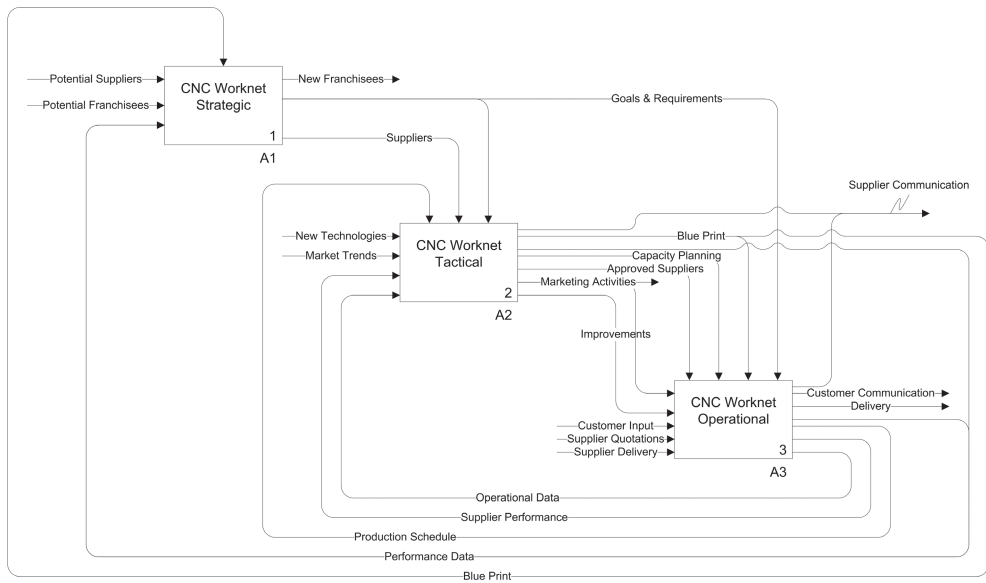 Potential Suppliers
CNC Worknet
Strategic
New Franchisees
Potential Franchisees
Goals & Requirements
1
Suppliers
A1
Supplier Communication
New Technologies
CNC Worknet
Tactical
Blue Print
Market Trends
Capacity Planning
Approved Suppliers
Marketing Activities
2
A2
Improvements
CNC Worknet
Operational
Customer Communication
Delivery
Customer Input
Supplier Quotations
Supplier Delivery
3
A3
Operational Data
Supplier Performance
Production Schedule
Performance Data
Blue Print